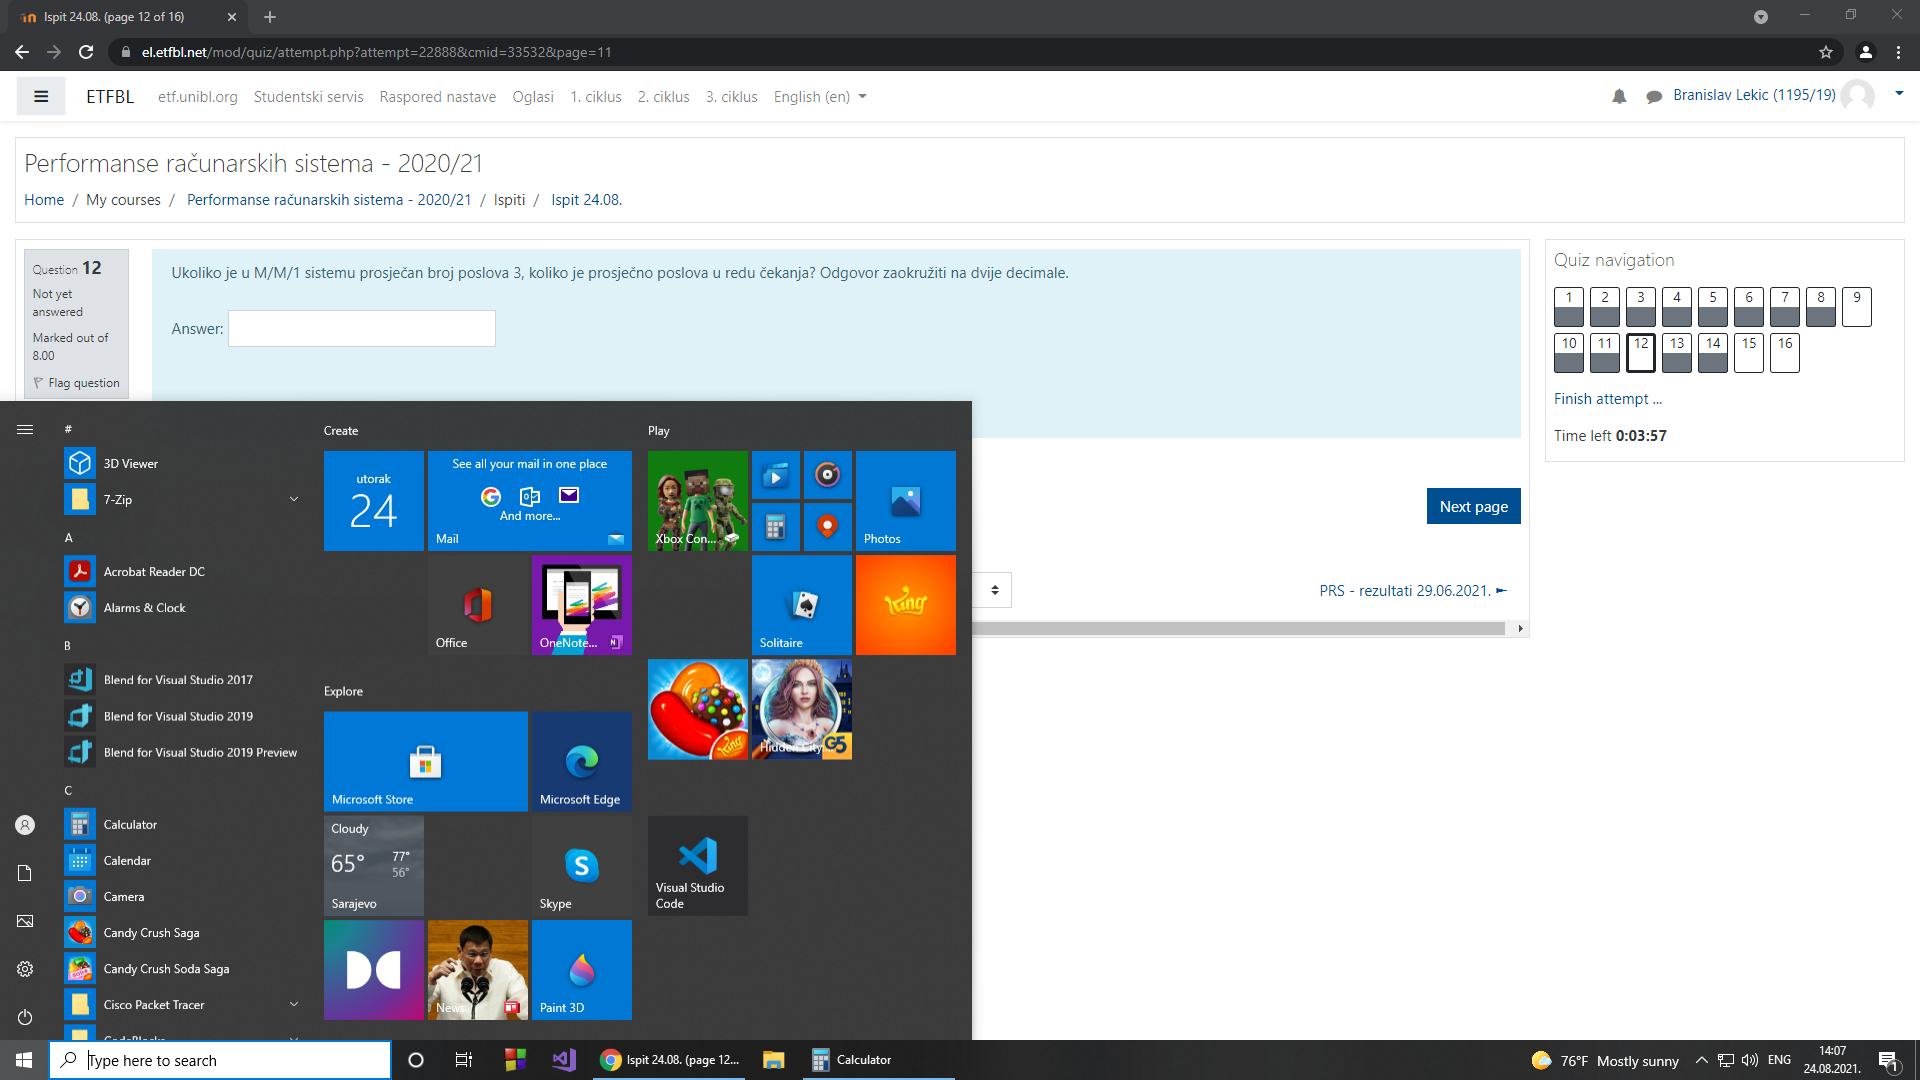 Ispit 24.08. (page 12 of 16)
el.etfbl.net/mod/quiz/attempt.php?attempt=22888&cmid=33532&page=11
ETFBL etf.unibl.org Studentski servis Raspored nastave Oglasi 1. ciklus 2. ciklus 3. ciklus English (en)
Branislav Lekic (1195/19)
Performanse računarskih sistema - 2020/21
Home / My courses / Performanse računarskih sistema - 2020/21 / Ispiti / Ispit 24.08.
Question 12
Not yet
answered
Marked out of
8.00
Flag question
Ukoliko je u M/M/1 sistemu prosječan broj poslova 3, koliko je prosječno poslova u redu čekanja? Odgovor zaokružiti na dvije decimale.
Answer:
Quiz navigation
1 2 3 4 5 6 7 8 9
10 11 12 13 14 15 16
Finish attempt ...
Time left 0:03:57
Next page
PRS - rezultati 29.06.2021.
#
3D Viewer
7-Zip
A
Acrobat Reader DC
Alarms & Clock
B
Blend for Visual Studio 2017
Blend for Visual Studio 2019
Blend for Visual Studio 2019 Preview
C
Calculator
Calendar
Camera
Candy Crush Saga
Candy Crush Soda Saga
Cisco Packet Tracer
CodeBlocks
Create
utorak
24
See all your mail in one place
And more...
Mail
Office
OneNote...
Explore
Microsoft Store
Microsoft Edge
Cloudy
65° 77°
56°
Sarajevo
Skype
News
Paint 3D
Play
Xbox Con...
Photos
Solitaire
King
King
Hidden City:...
G5
Visual Studio
Code
Type here to search
Ispit 24.08. (page 12...
Calculator
76°F Mostly sunny
ENG
14:07
24.08.2021.
1